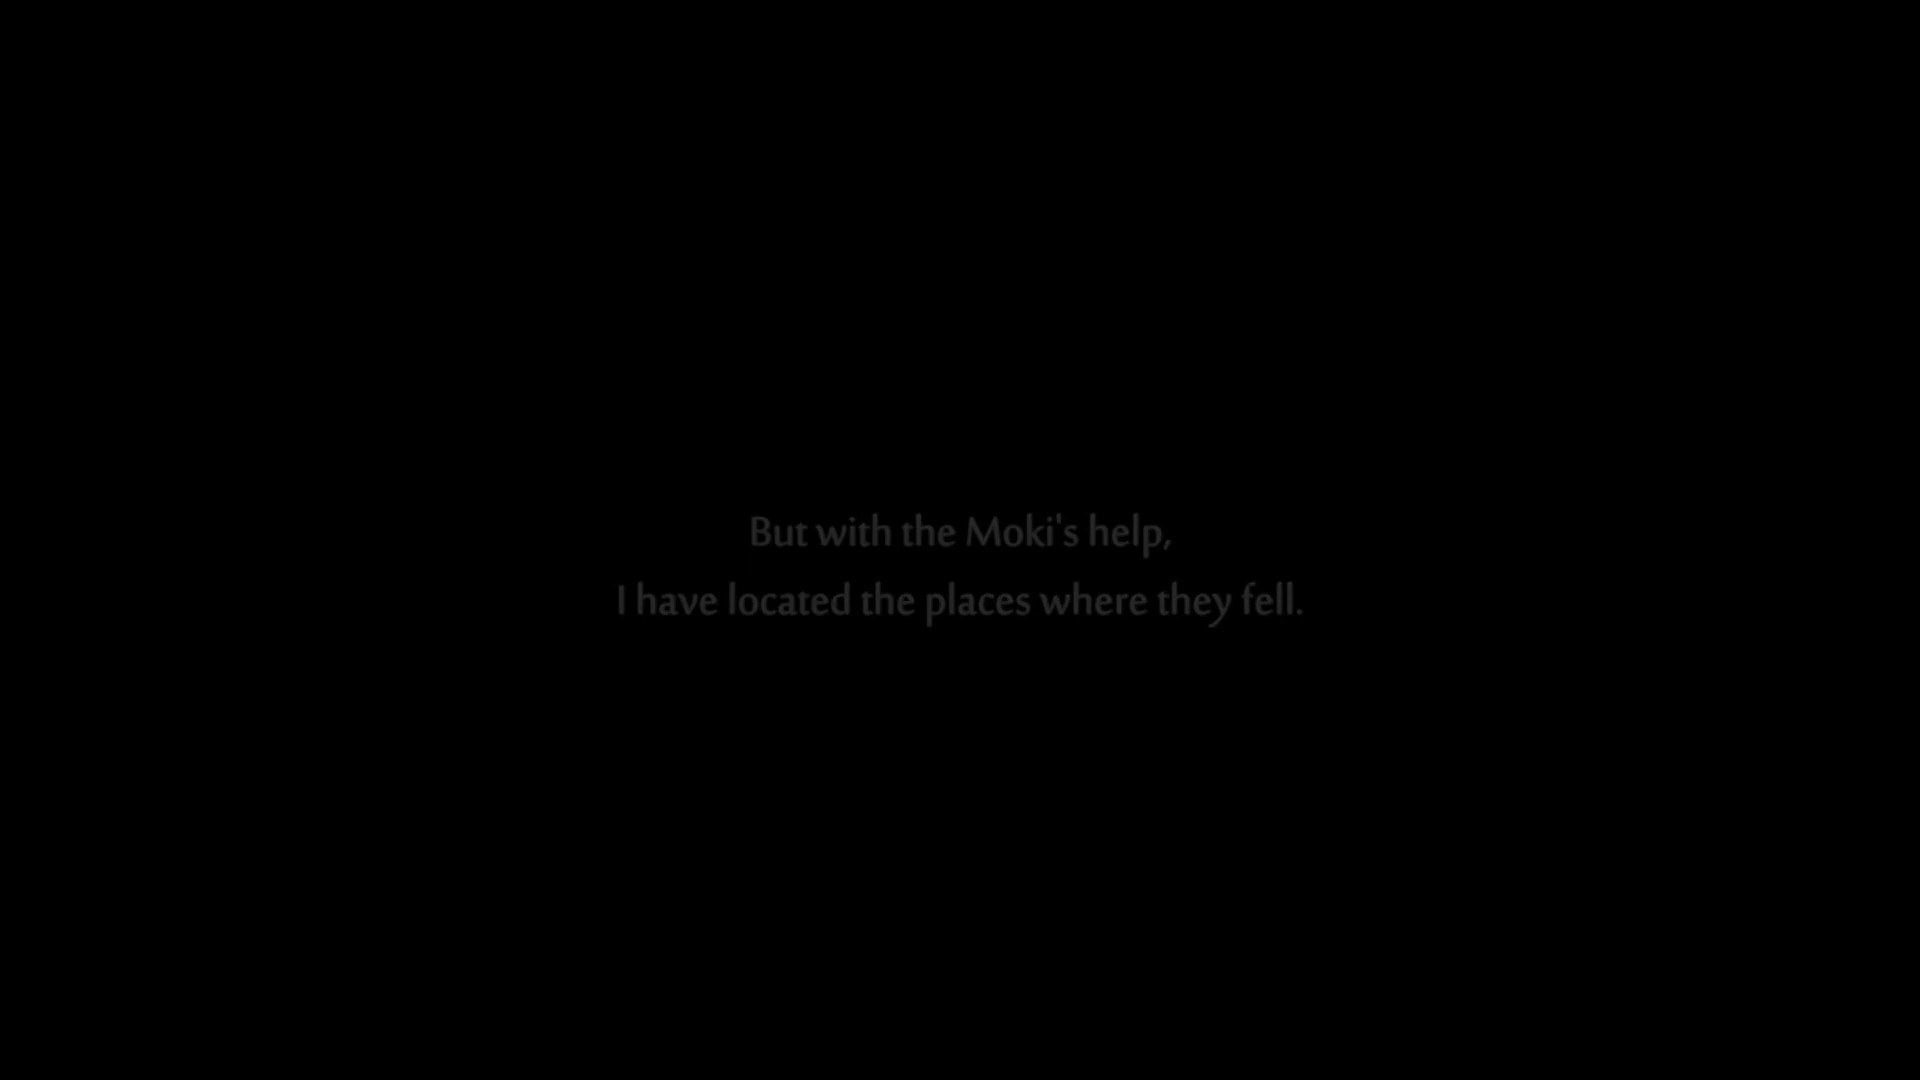 But with the Moki's help,
I have located the places where they fell.